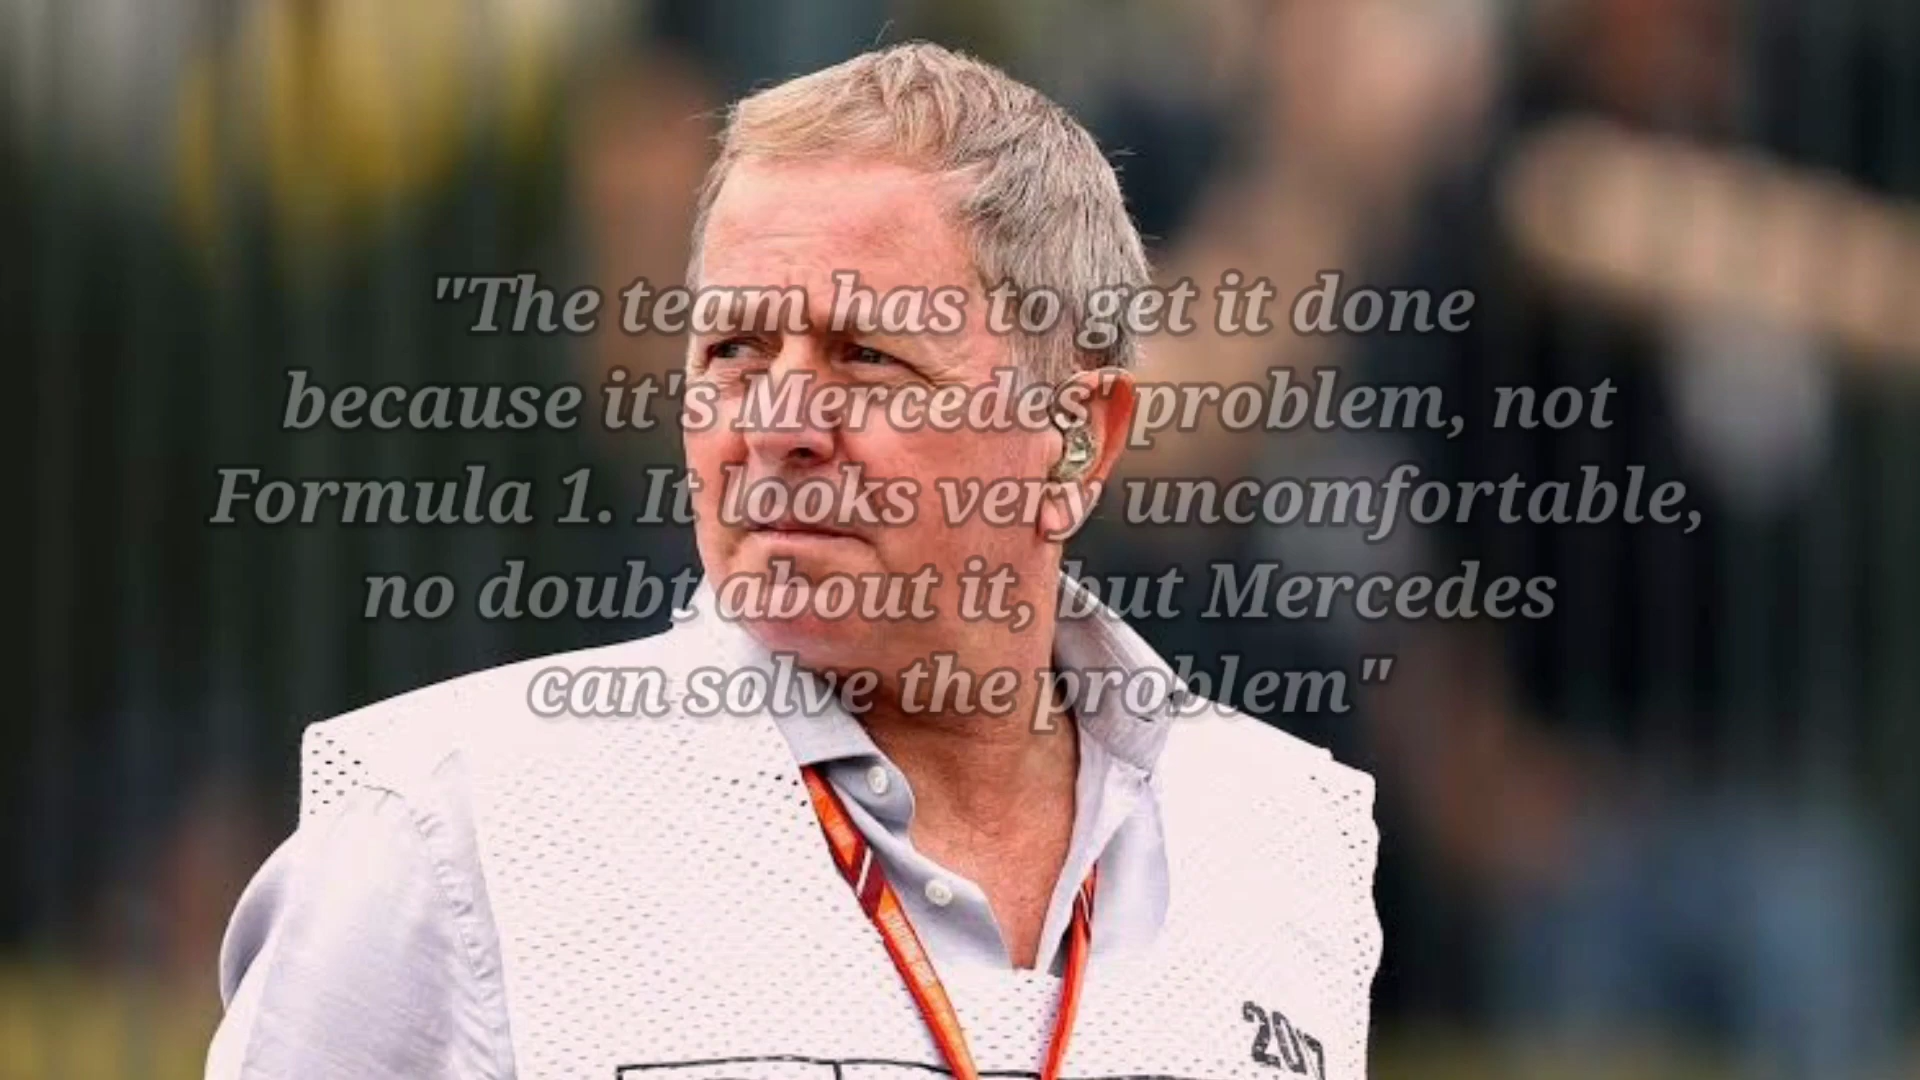 "The team has to get it done
because it's Mercedes' problem, not
Formula 1. It looks very uncomfortable,
no doubt about it, but Mercedes
can solve the problem"
2017